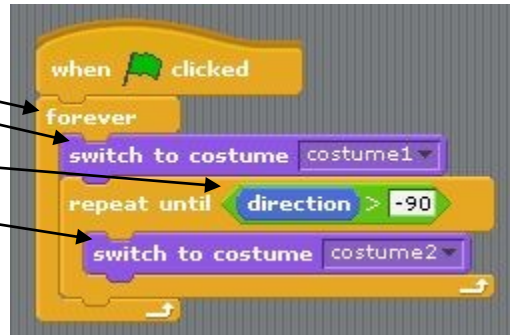 when clicked
forever
switch to costume costume1
repeat until direction > -90
switch to costume costume2